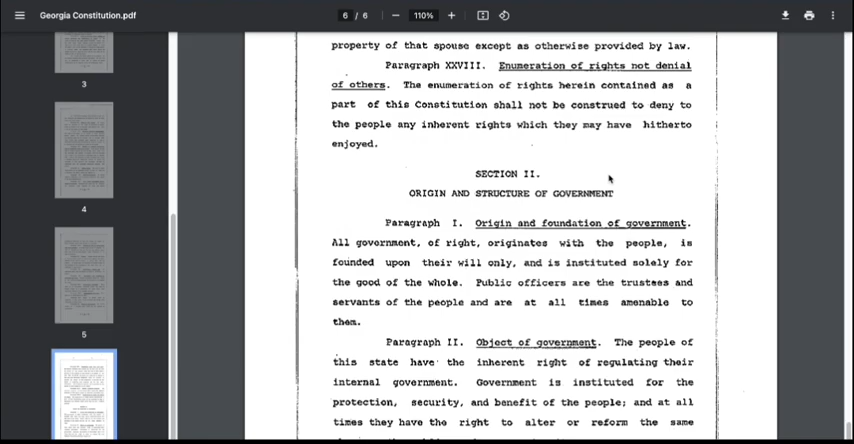 Georgia Constitution.pdf
6 / 6
110%
3
4
5
property of that spouse except as otherwise provided by law.
Paragraph XXVIII. Enumeration of rights not denial
of others. The enumeration of rights herein contained as a
part of this Constitution shall not be construed to deny to
the people any inherent rights which they may have hitherto
enjoyed.
SECTION II.
ORIGIN AND STRUCTURE OF GOVERNMENT
Paragraph I. Origin and foundation of government.
All government, of right, originates with the people, is
founded upon their will only, and is instituted solely for
the good of the whole. Public officers are the trustees and
servants of the people and are at all times amenable to
them.
Paragraph II. Object of government. The people of
this state have the inherent right of regulating their
internal government. Government is instituted for the
protection, security, and benefit of the people; and at all
times they have the right to alter or reform the same